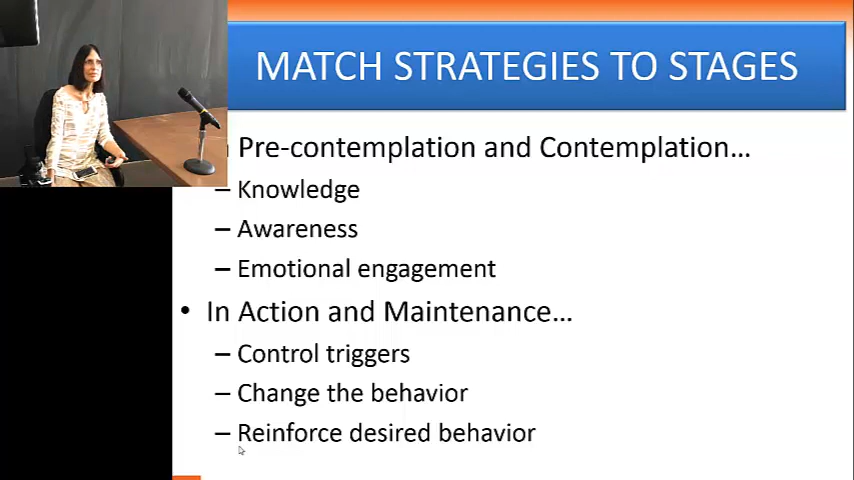 MATCH STRATEGIES TO STAGES
Pre-contemplation and Contemplation…
– Knowledge
– Awareness
– Emotional engagement
• In Action and Maintenance…
– Control triggers
– Change the behavior
– Reinforce desired behavior